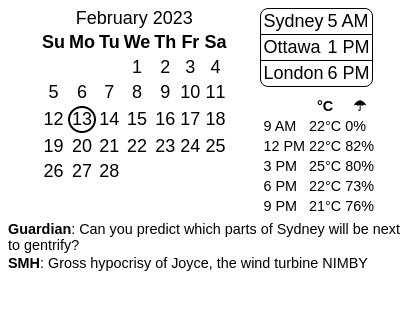 February 2023
Su Mo Tu We Th Fr Sa
1 2 3 4
5 6 7 8 9 10 11
12 13 14 15 16 17 18
19 20 21 22 23 24 25
26 27 28
Sydney 5 AM
Ottawa 1 PM
London 6 PM
°C ☂
9 AM 22°C 0%
12 PM 22°C 82%
3 PM 25°C 80%
6 PM 22°C 73%
9 PM 21°C 76%
Guardian: Can you predict which parts of Sydney will be next
to gentrify?
SMH: Gross hypocrisy of Joyce, the wind turbine NIMBY